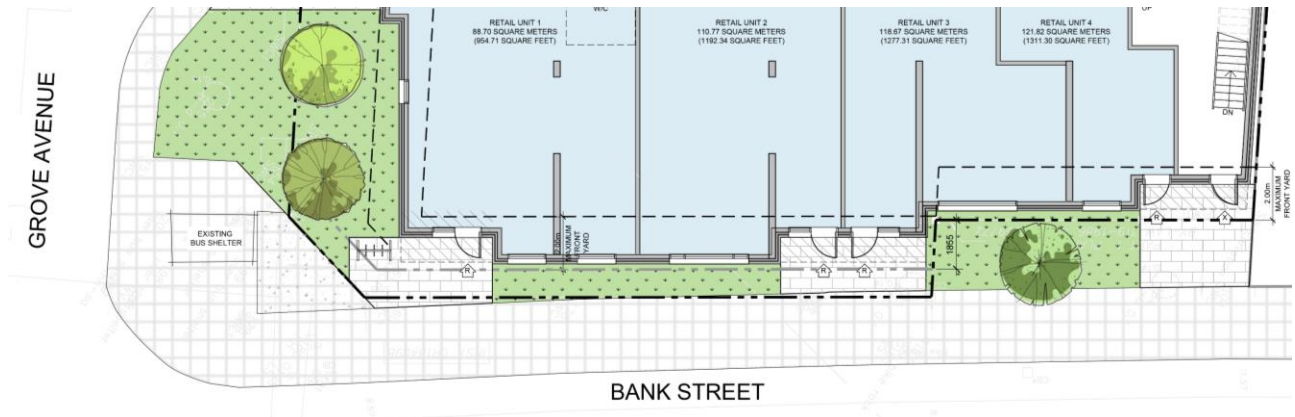 W/C
UP
RETAIL UNIT 1
88.70 SQUARE METERS
(954.71 SQUARE FEET)
RETAIL UNIT 2
110.77 SQUARE METERS
(1192.34 SQUARE FEET)
RETAIL UNIT 3
118.67 SQUARE METERS
(1277.31 SQUARE FEET)
RETAIL UNIT 4
121.82 SQUARE METERS
(1311.30 SQUARE FEET)
DN
GROVE AVENUE
EXISTING
BUS SHELTER
2.00m
MAXIMUM
FRONT YARD
1855
2.00m
MAXIMUM
FRONT YARD
R
R
R
R
X
BANK STREET